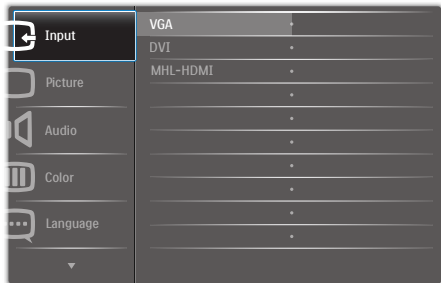 Input
Picture
Audio
Color
Language
VGA
DVI
MHL-HDMI